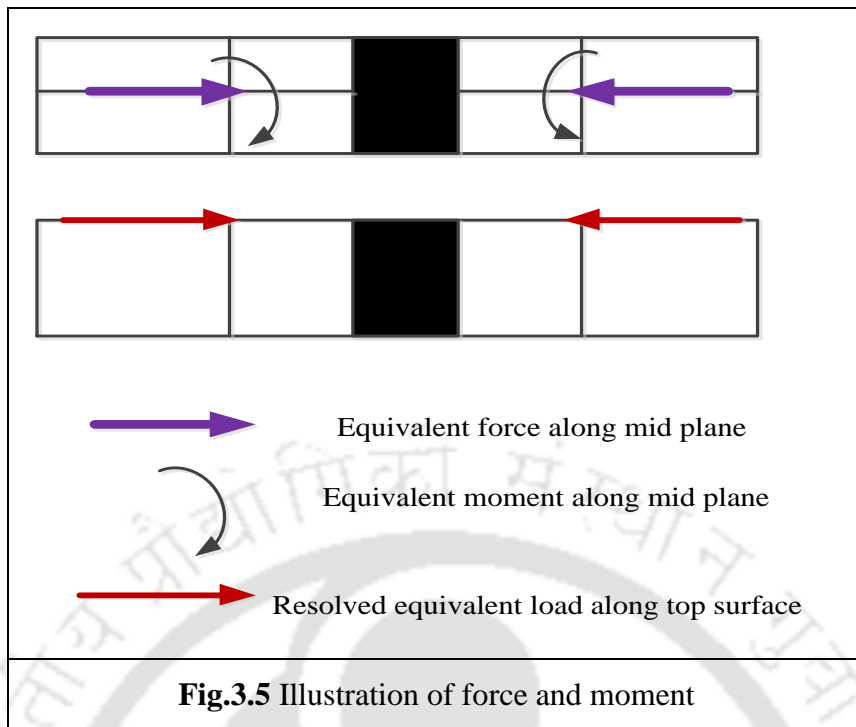 Equivalent force along mid plane
Equivalent moment along mid plane
Resolved equivalent load along top surface
Fig.3.5 Illustration of force and moment